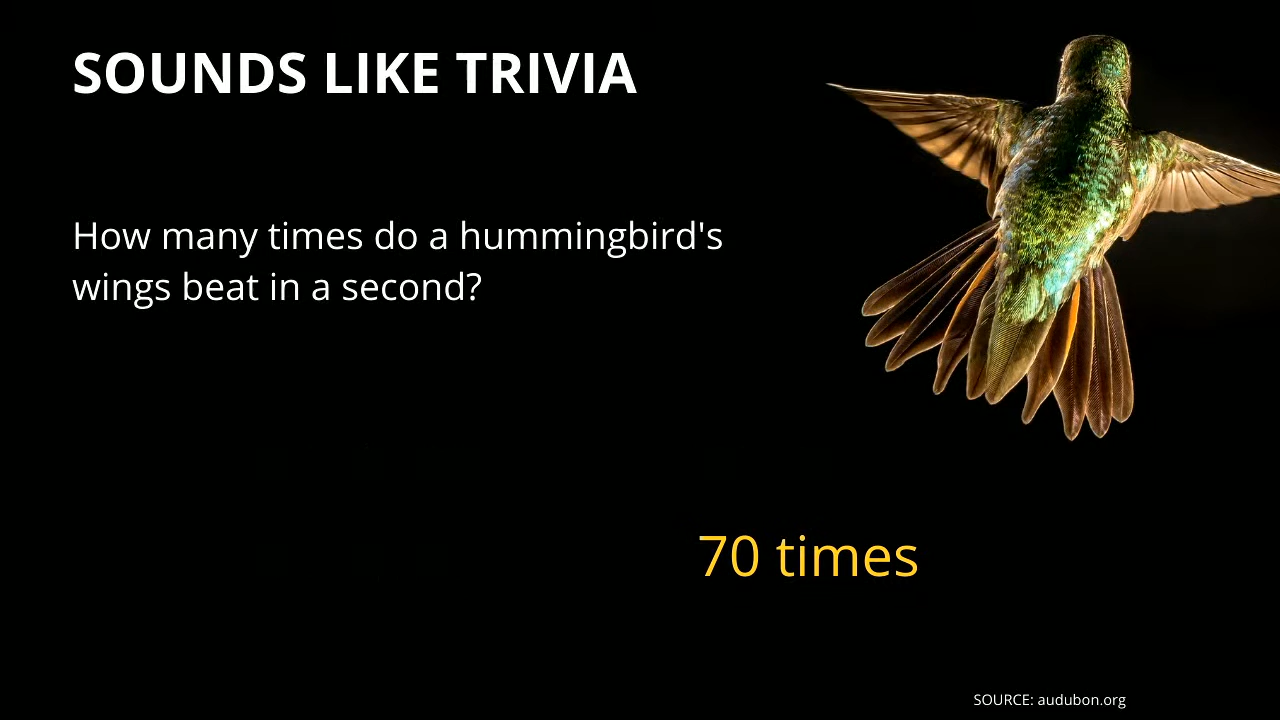 SOUNDS LIKE TRIVIA
How many times do a hummingbird's
wings beat in a second?
70 times
SOURCE: audubon.org